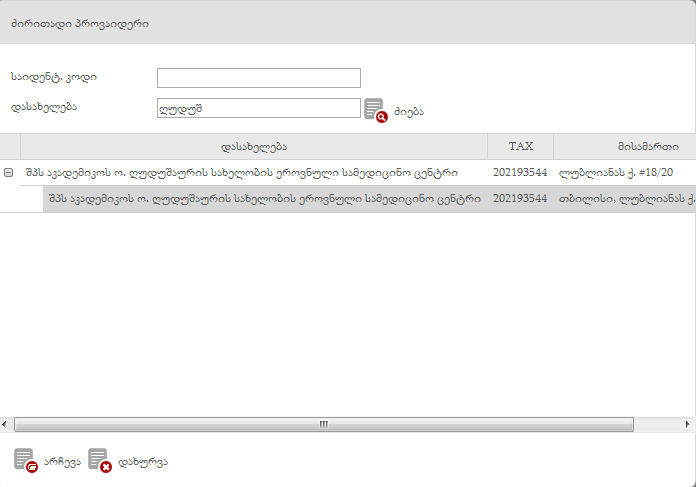 ძირითადი პროვაიდერი
საიდენტ. კოდი
დასახელება ღუდუშ ძიება
დასახელება TAX მისამართი
შპს აკადემიკოს ო. ღუდუშაურის სახელობის ეროვნული სამედიცინო ცენტრი 202193544 ლუბლიანას ქ. #18/20
შპს აკადემიკოს ო. ღუდუშაურის სახელობის ეროვნული სამედიცინო ცენტრი 202193544 თბილისი, ლუბლიანას ქ.
არჩევა დახურვა